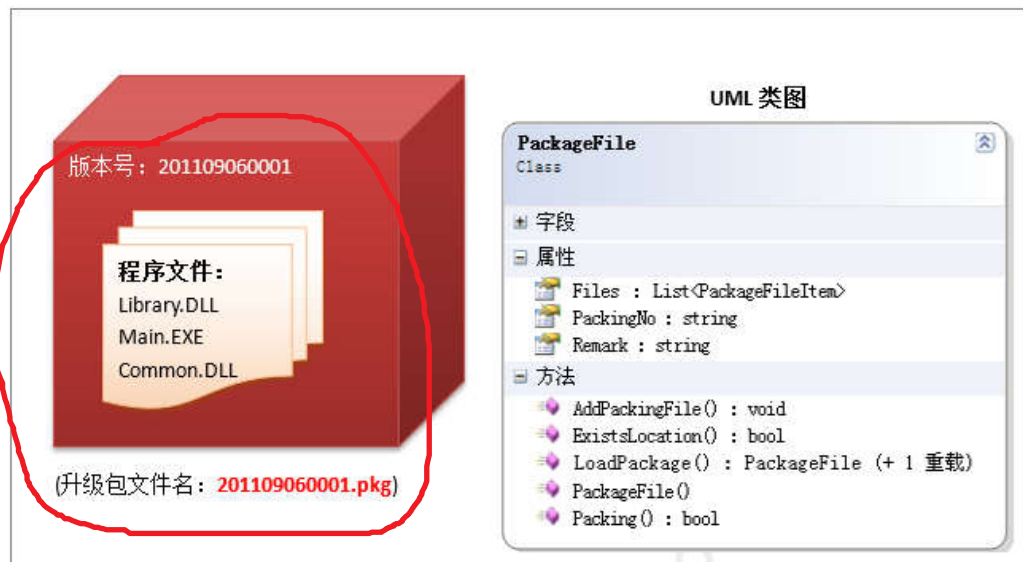 版本号：201109060001
程序文件：
Library.DLL
Main.EXE
Common.DLL
(升级包文件名：201109060001.pkg)
UML 类图
PackageFile
Class
字段
属性
Files : List<PackageFileItem>
PackingNo : string
Remark : string
方法
AddPackingFile() : void
ExistsLocation() : bool
LoadPackage() : PackageFile (+ 1 重载)
PackageFile()
Packing() : bool